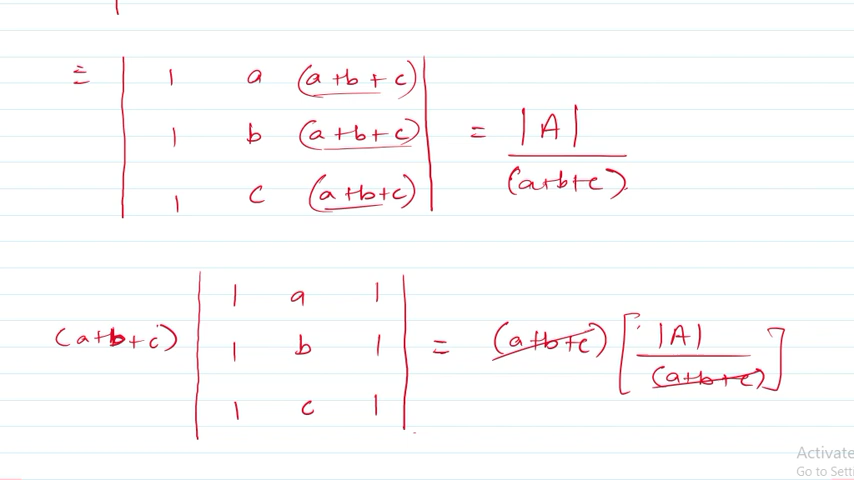 = | 1 a (a+b+c) |
| 1 b (a+b+c) | = |A| / (a+b+c)
| 1 c (a+b+c) |
| 1 a 1 |
(a+b+c) | 1 b 1 | = (a+b+c) [ |A| / (a+b+c) ]
| 1 c 1 |
Activate
Go to Setti